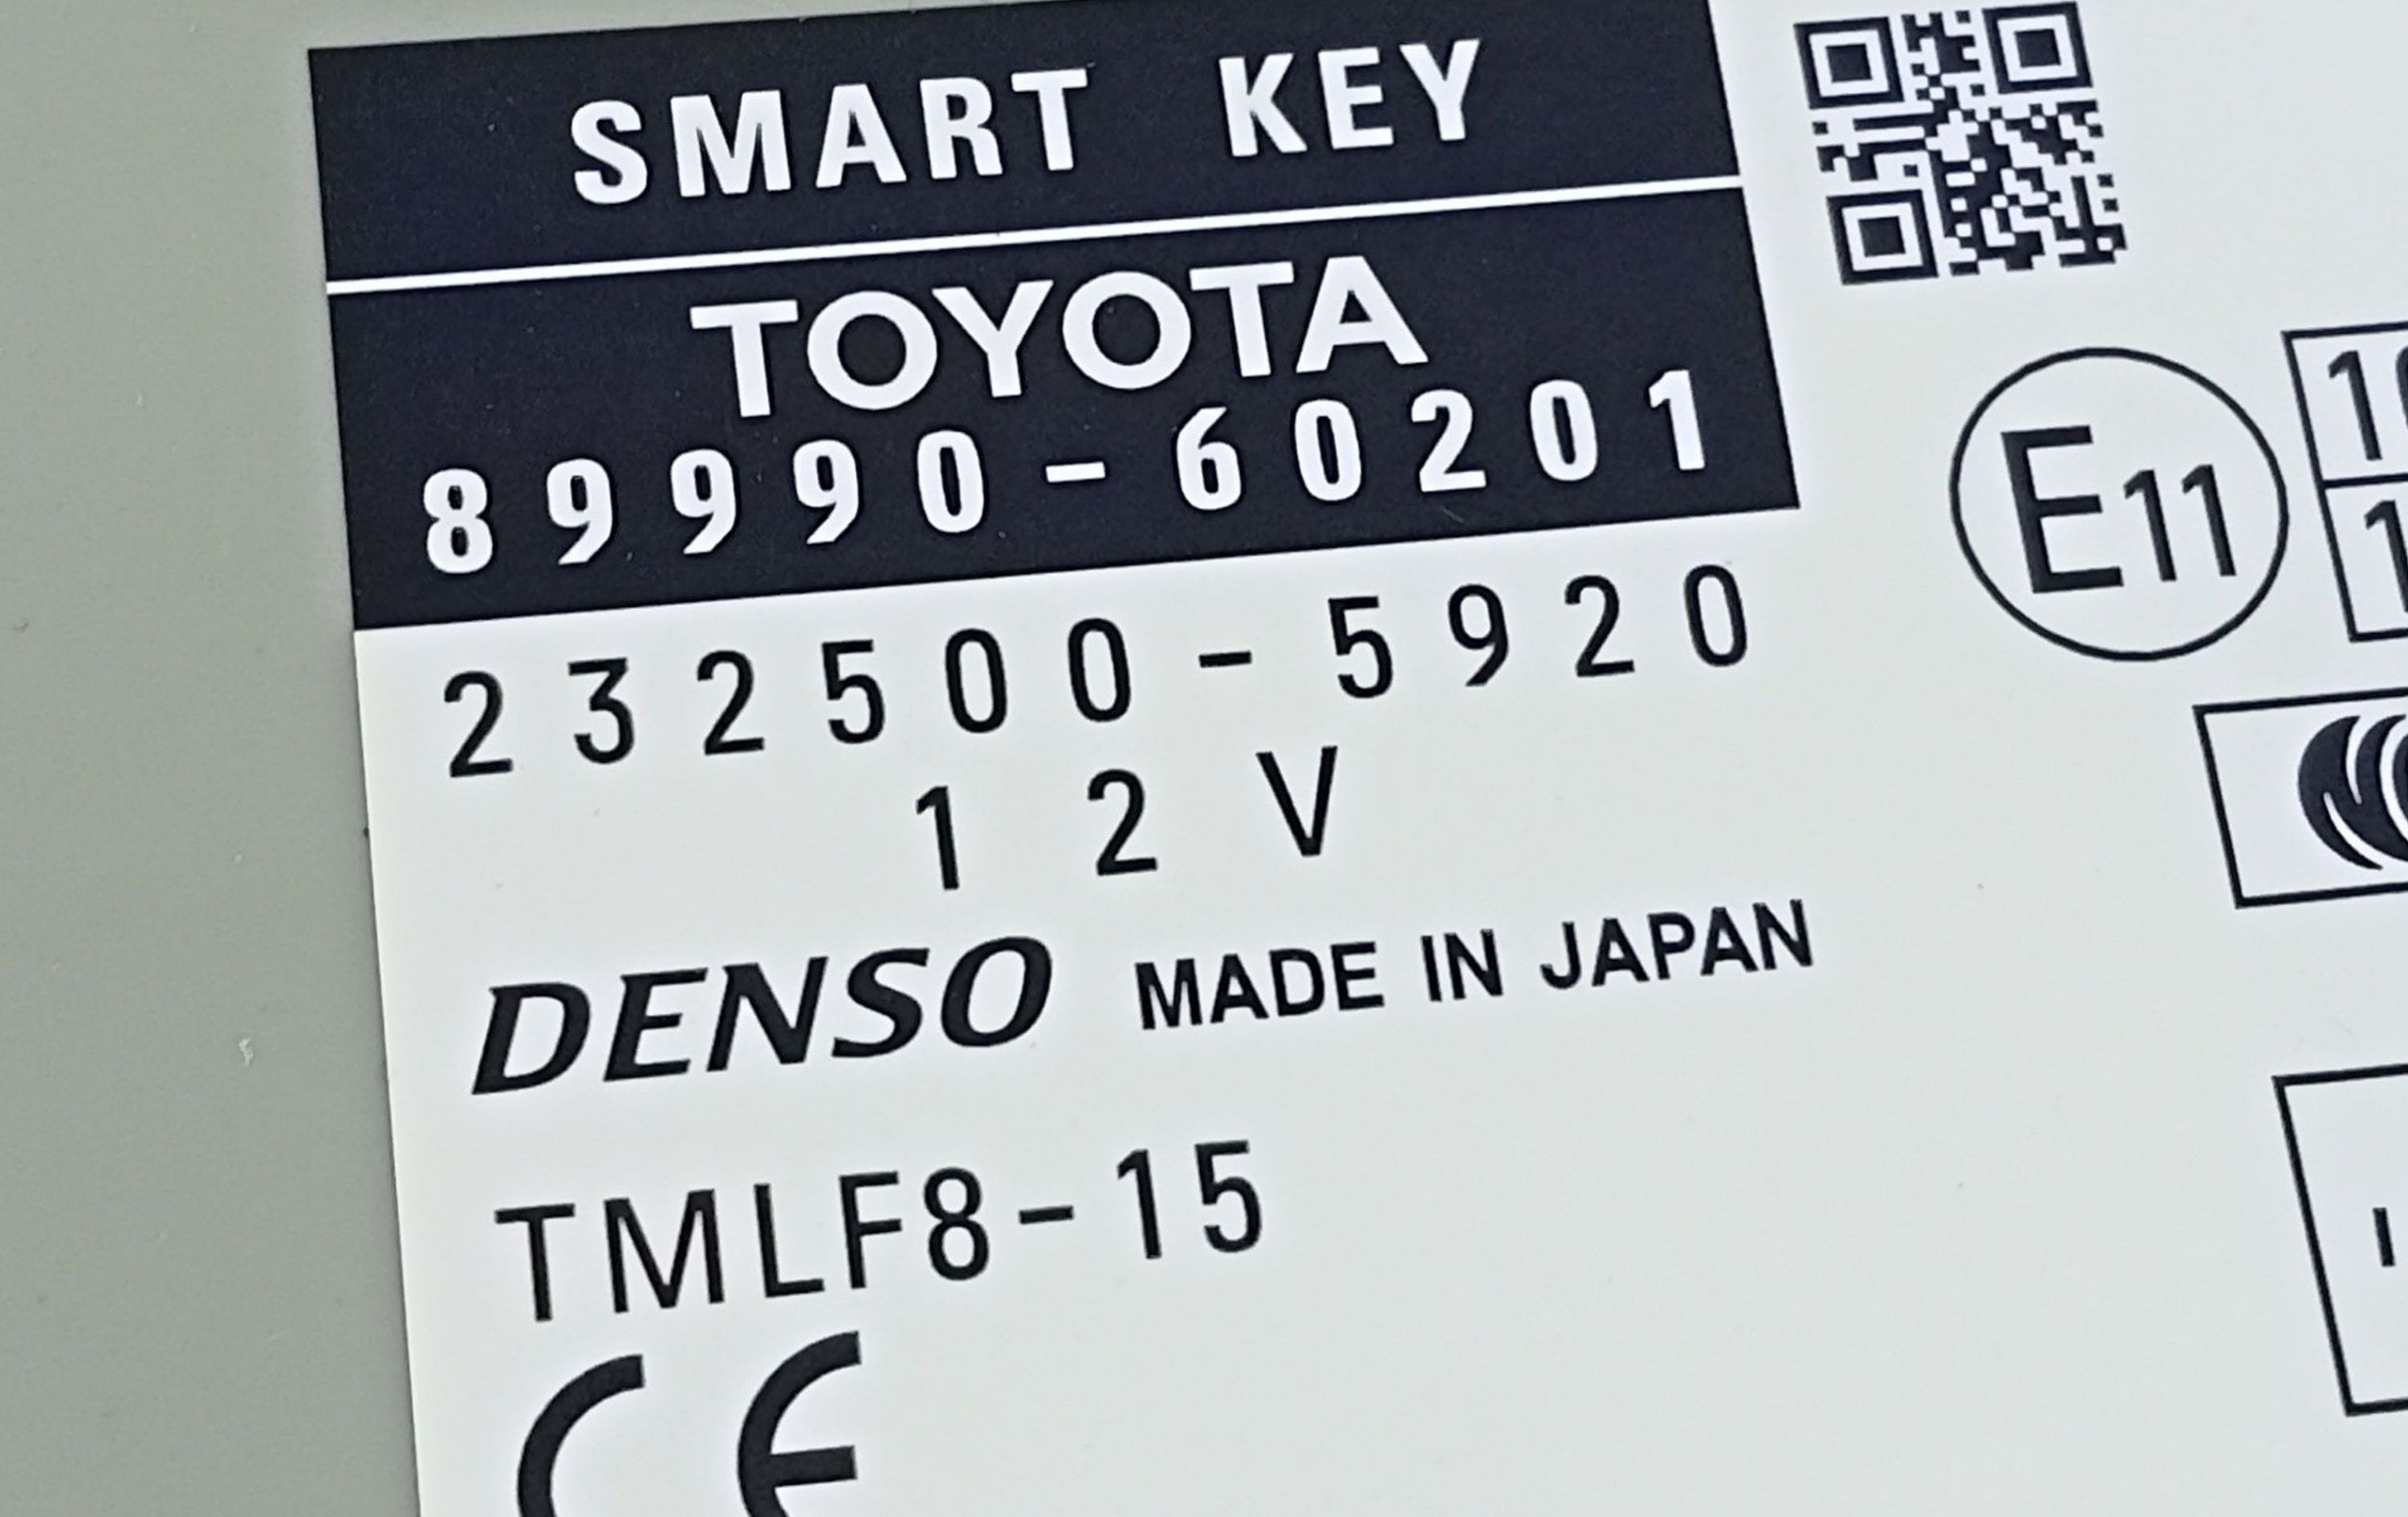 SMART KEY
TOYOTA
89990-60201
232500-5920
12V
DENSO MADE IN JAPAN
TMLF8-15
CE
E11